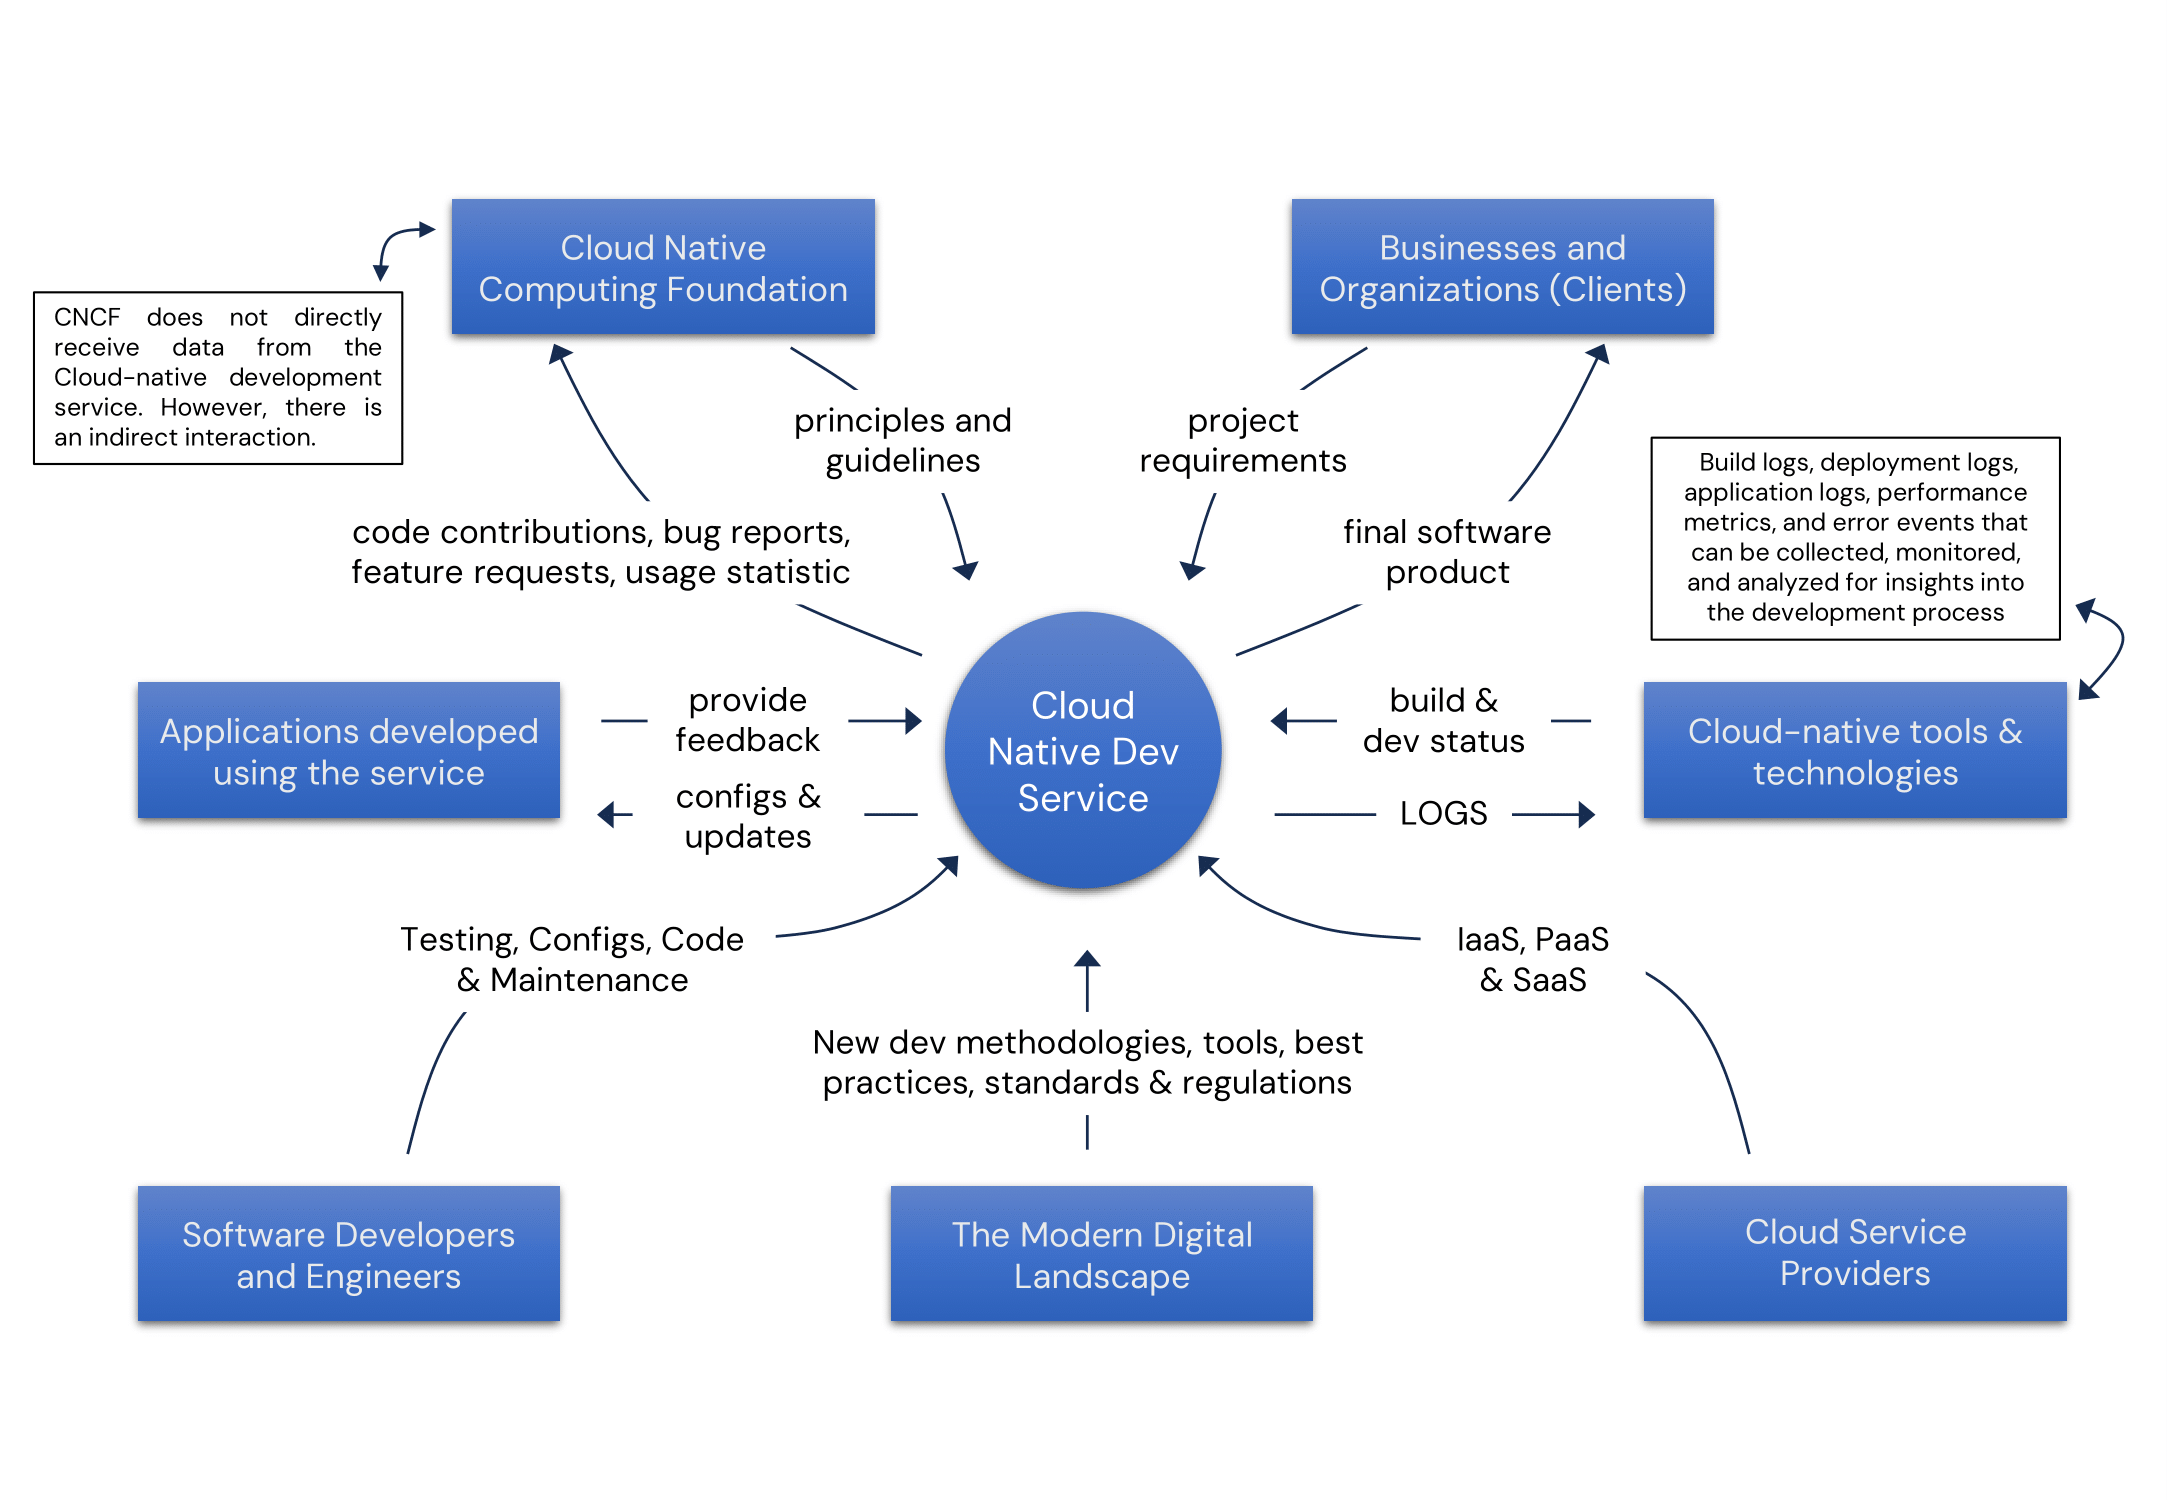 Cloud Native
Computing Foundation
Businesses and
Organizations (Clients)
CNCF does not directly
receive data from the
Cloud-native development
service. However, there is
an indirect interaction.
principles and
guidelines
project
requirements
Build logs, deployment logs,
application logs, performance
metrics, and error events that
can be collected, monitored,
and analyzed for insights into
the development process
code contributions, bug reports,
feature requests, usage statistic
final software
product
Applications developed
using the service
provide
feedback
configs &
updates
Cloud
Native Dev
Service
build &
dev status
LOGS
Cloud-native tools &
technologies
Testing, Configs, Code
& Maintenance
IaaS, PaaS
& SaaS
New dev methodologies, tools, best
practices, standards & regulations
Software Developers
and Engineers
The Modern Digital
Landscape
Cloud Service
Providers